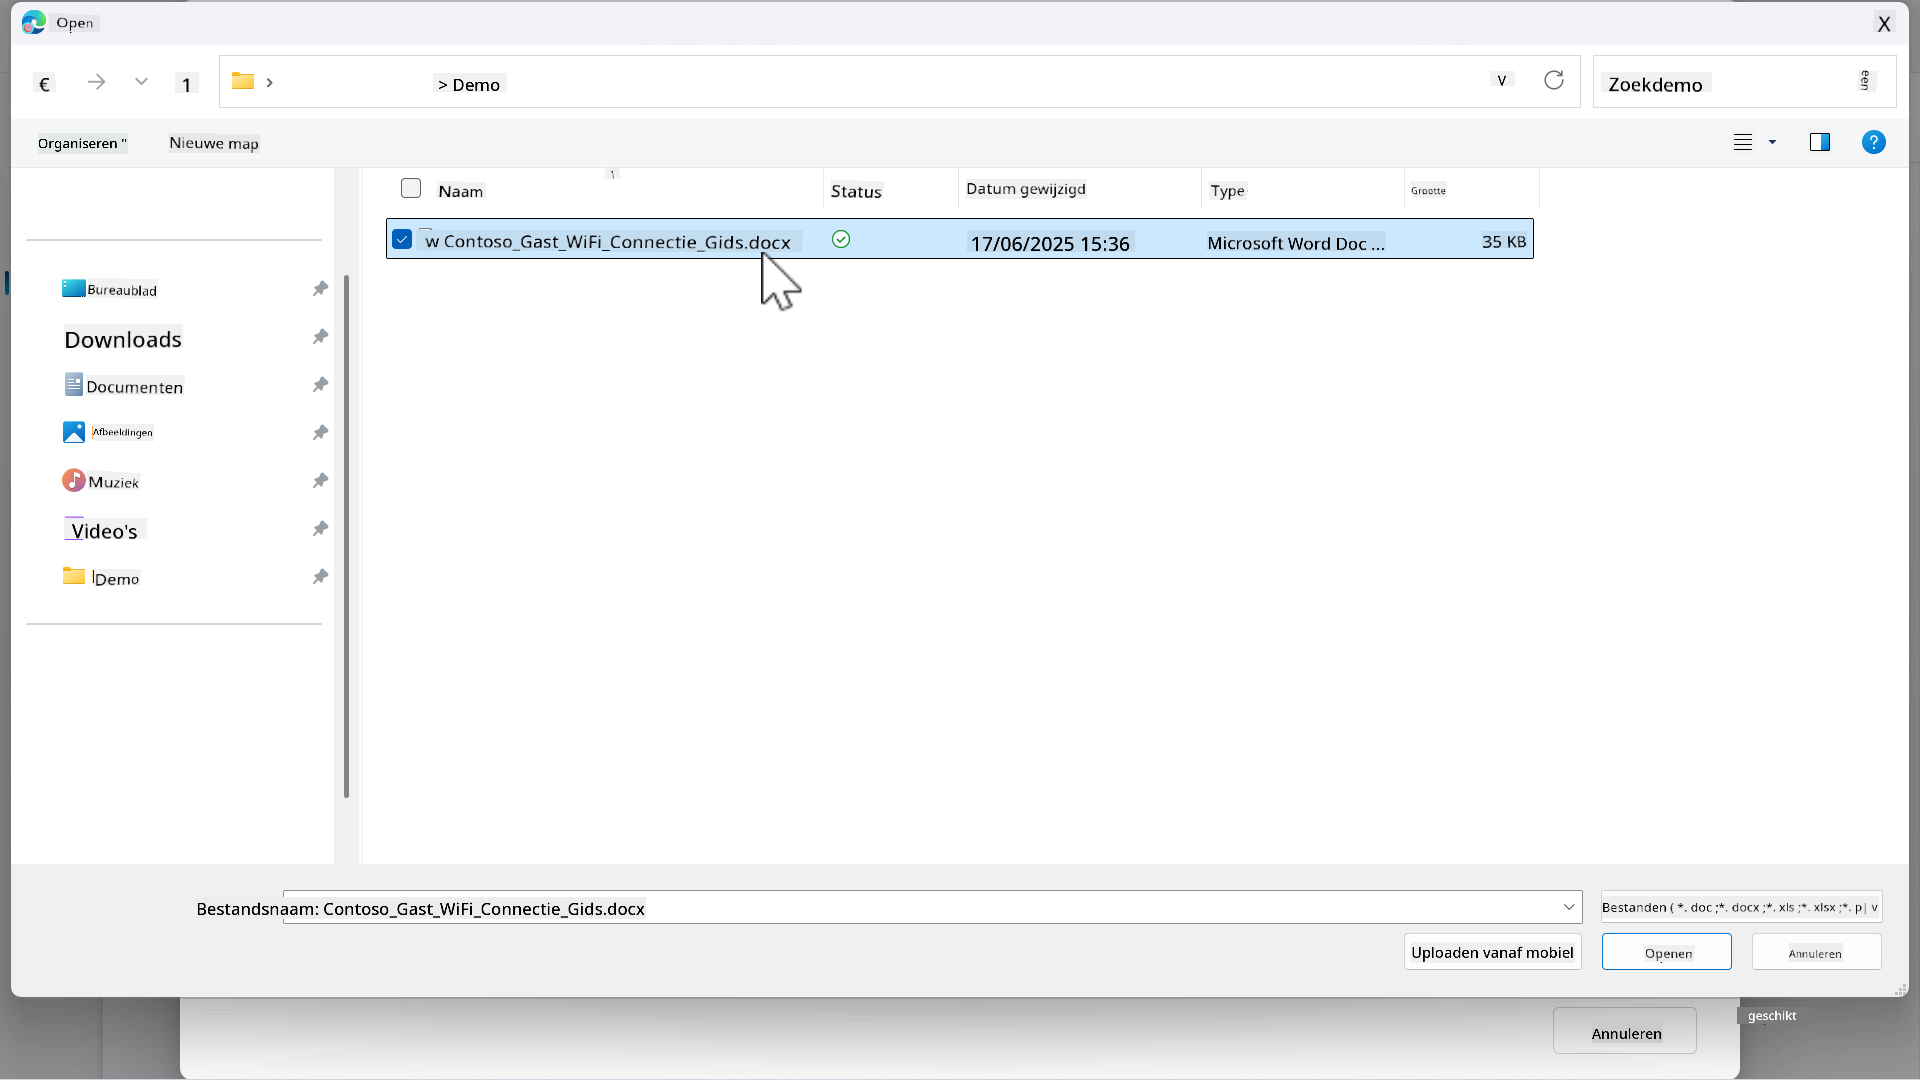 Open
X
€
1
> Demo
v
Zoekdemo
een
Organiseren "
Nieuwe map
Naam
1
Status
Datum gewijzigd
Type
Grootte
w Contoso_Gast_WiFi_Connectie_Gids.docx
17/06/2025 15:36
Microsoft Word Doc ...
35 KB
Bureaublad
Downloads
Documenten
Afbeeldingen
Muziek
Video's
Demo
Bestandsnaam: Contoso_Gast_WiFi_Connectie_Gids.docx
Bestanden ( *. doc ;*. docx ;*. xls ;*. xlsx ;*. p| v
Uploaden vanaf mobiel
Openen
Annuleren
geschikt
Annuleren